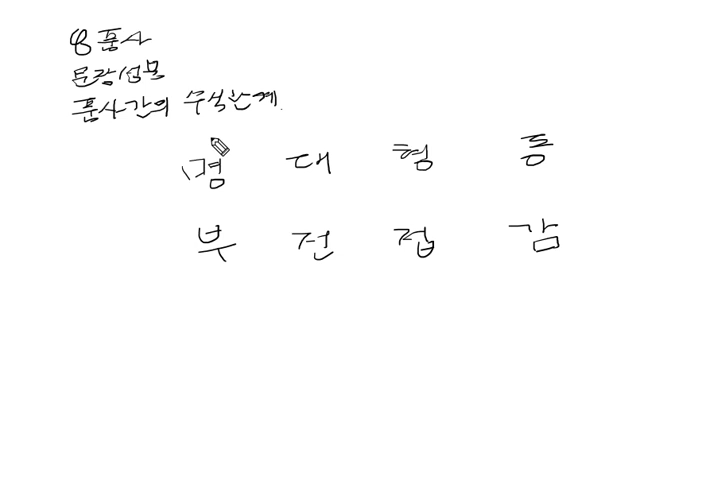 8품사
문장성분
품사간의 수식관계.
명 대 형 동
부 전 접 감